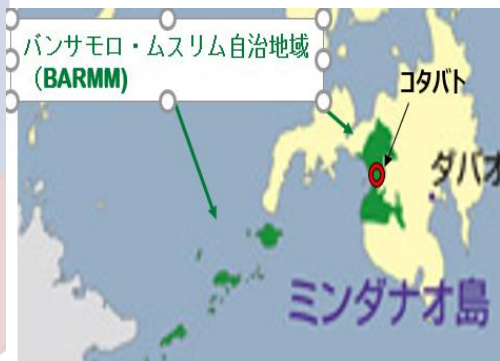 バンサモロ・ムスリム自治地域
（BARMM)
コタバト
ダバオ
ミンダナオ島